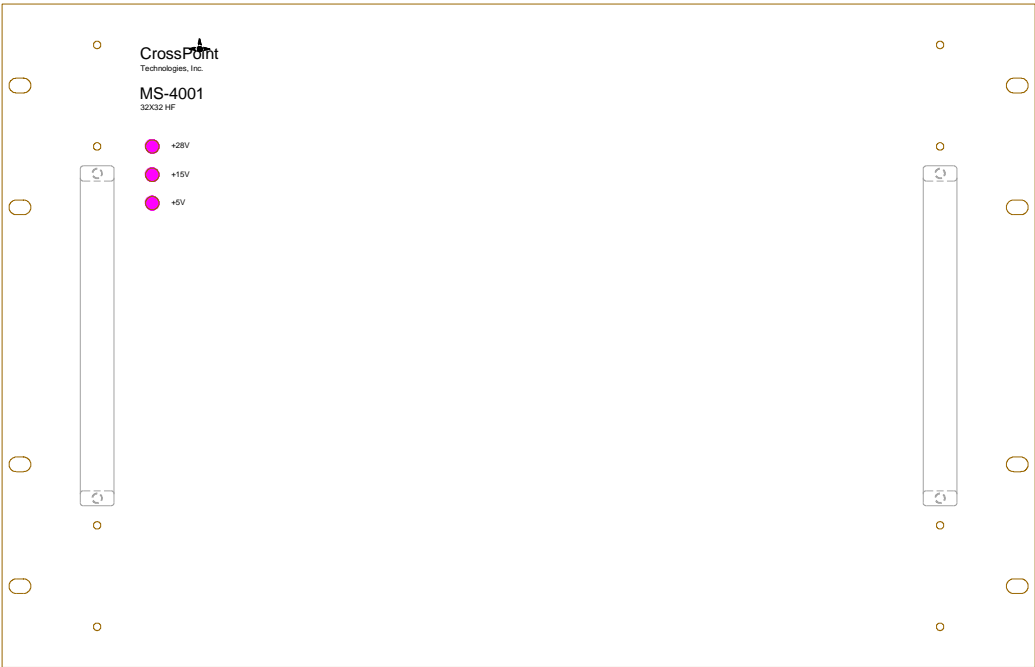 CrossPoint
Technologies, Inc.
MS-4001
32X32 HF
+28V
+15V
+5V